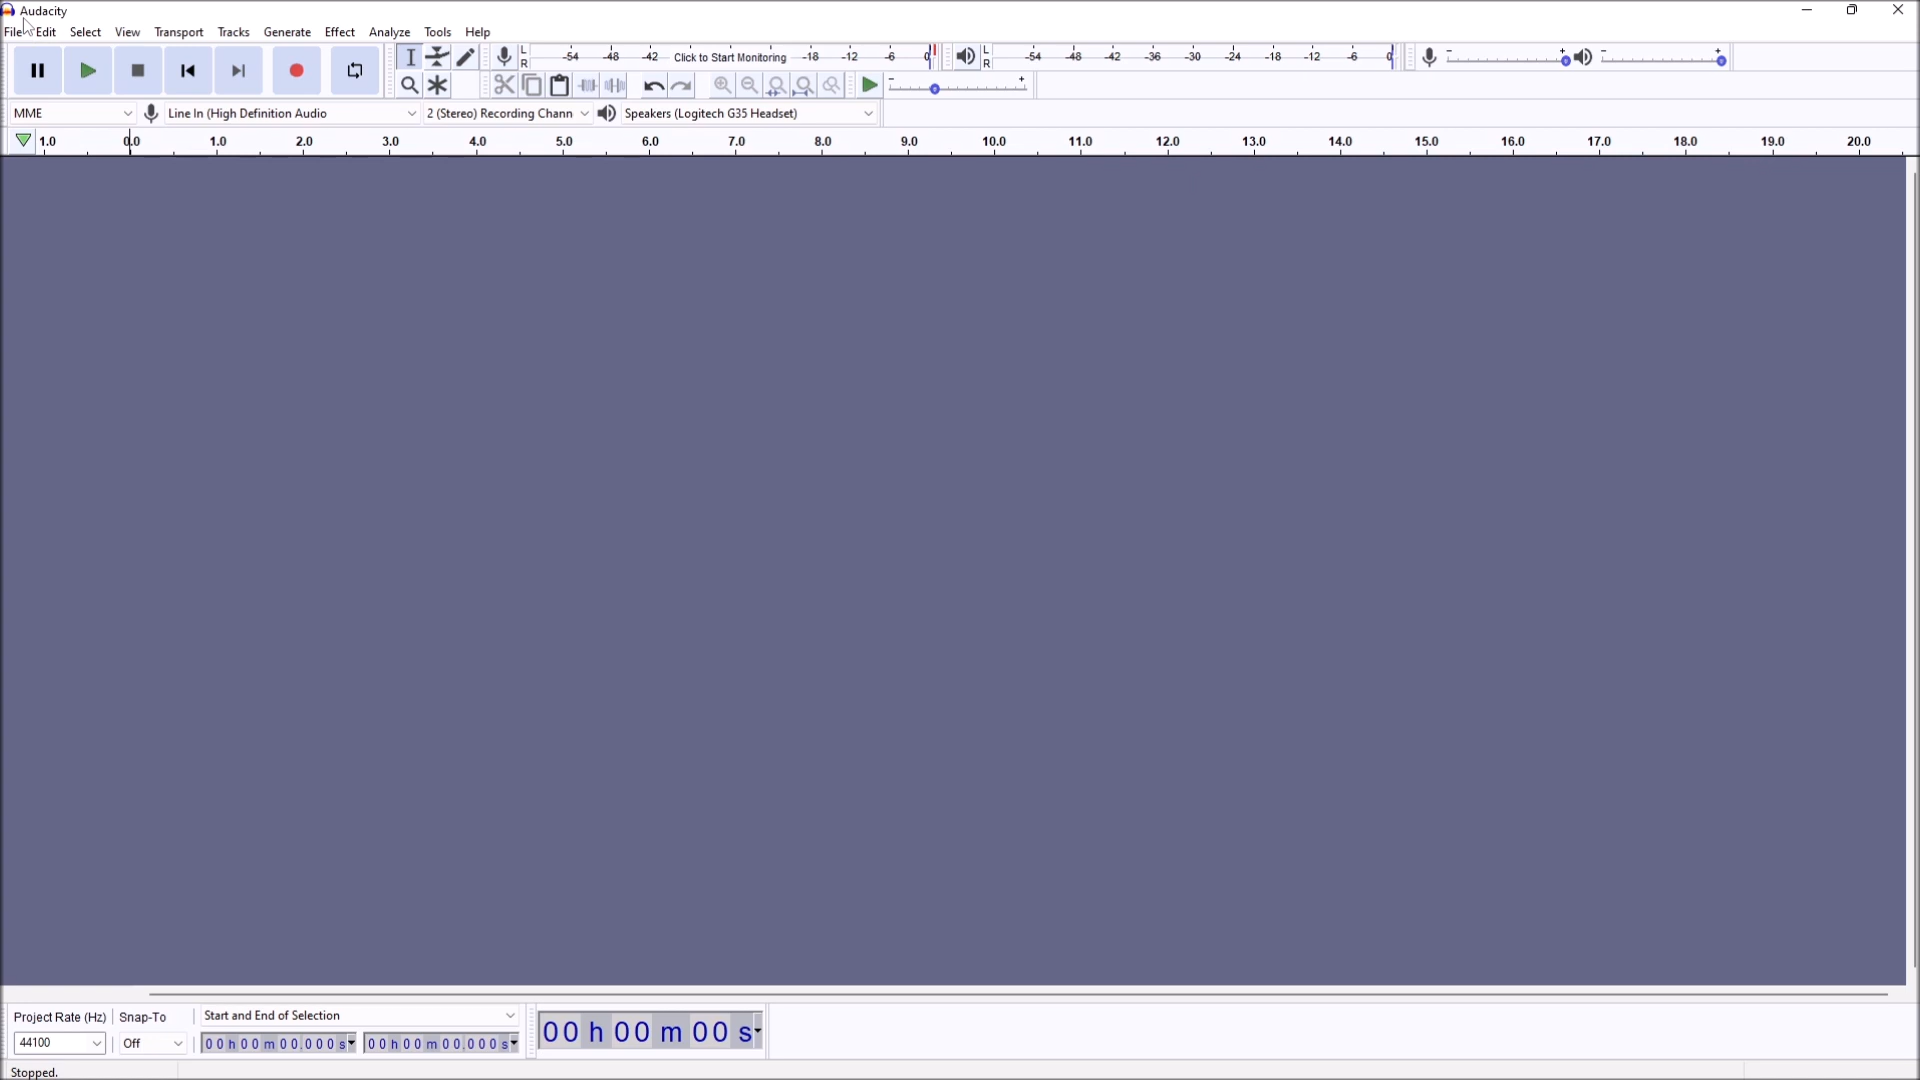 Audacity
File Edit Select View Transport Tracks Generate Effect Analyze Tools Help
L R -54 -48 -42 Click to Start Monitoring -18 -12 -6 0 L R -54 -48 -42 -36 -30 -24 -18 -12 -6 0 - + - +
- +
MME Line In (High Definition Audio 2 (Stereo) Recording Chann Speakers (Logitech G35 Headset)
1.0 0.0 1.0 2.0 3.0 4.0 5.0 6.0 7.0 8.0 9.0 10.0 11.0 12.0 13.0 14.0 15.0 16.0 17.0 18.0 19.0 20.0
Project Rate (Hz) Snap-To Start and End of Selection
44100 Off 00 h 00 m 00.000 s 00 h 00 m 00.000 s 00 h 00 m 00 s
Stopped.